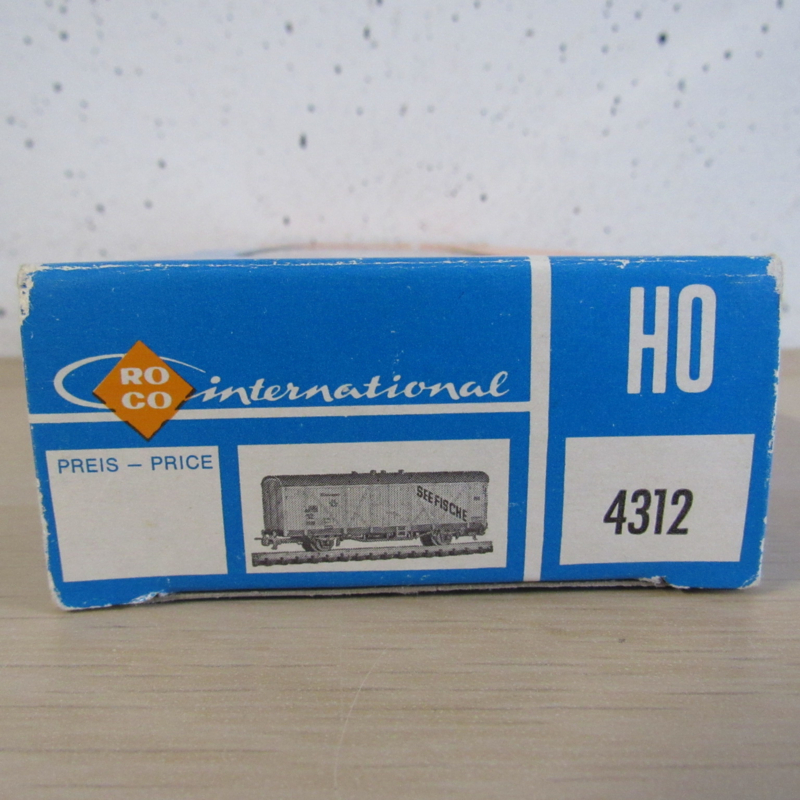 RO
CO
international
HO
PREIS – PRICE
SEEFISCHE
4312